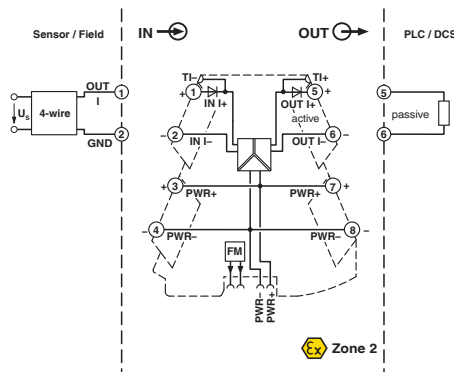 Sensor / Field
IN
OUT
PLC / DCS
OUT
I
1
Us
4-wire
2
GND
TI–
1
+
IN I+
TI+
5
+
OUT I+
active
– 2
IN I–
6 –
OUT I–
+ 3
PWR+
7 +
PWR+
– 4
PWR–
8 –
PWR–
FM
PWR–
PWR+
5
passive
6
Ex Zone 2